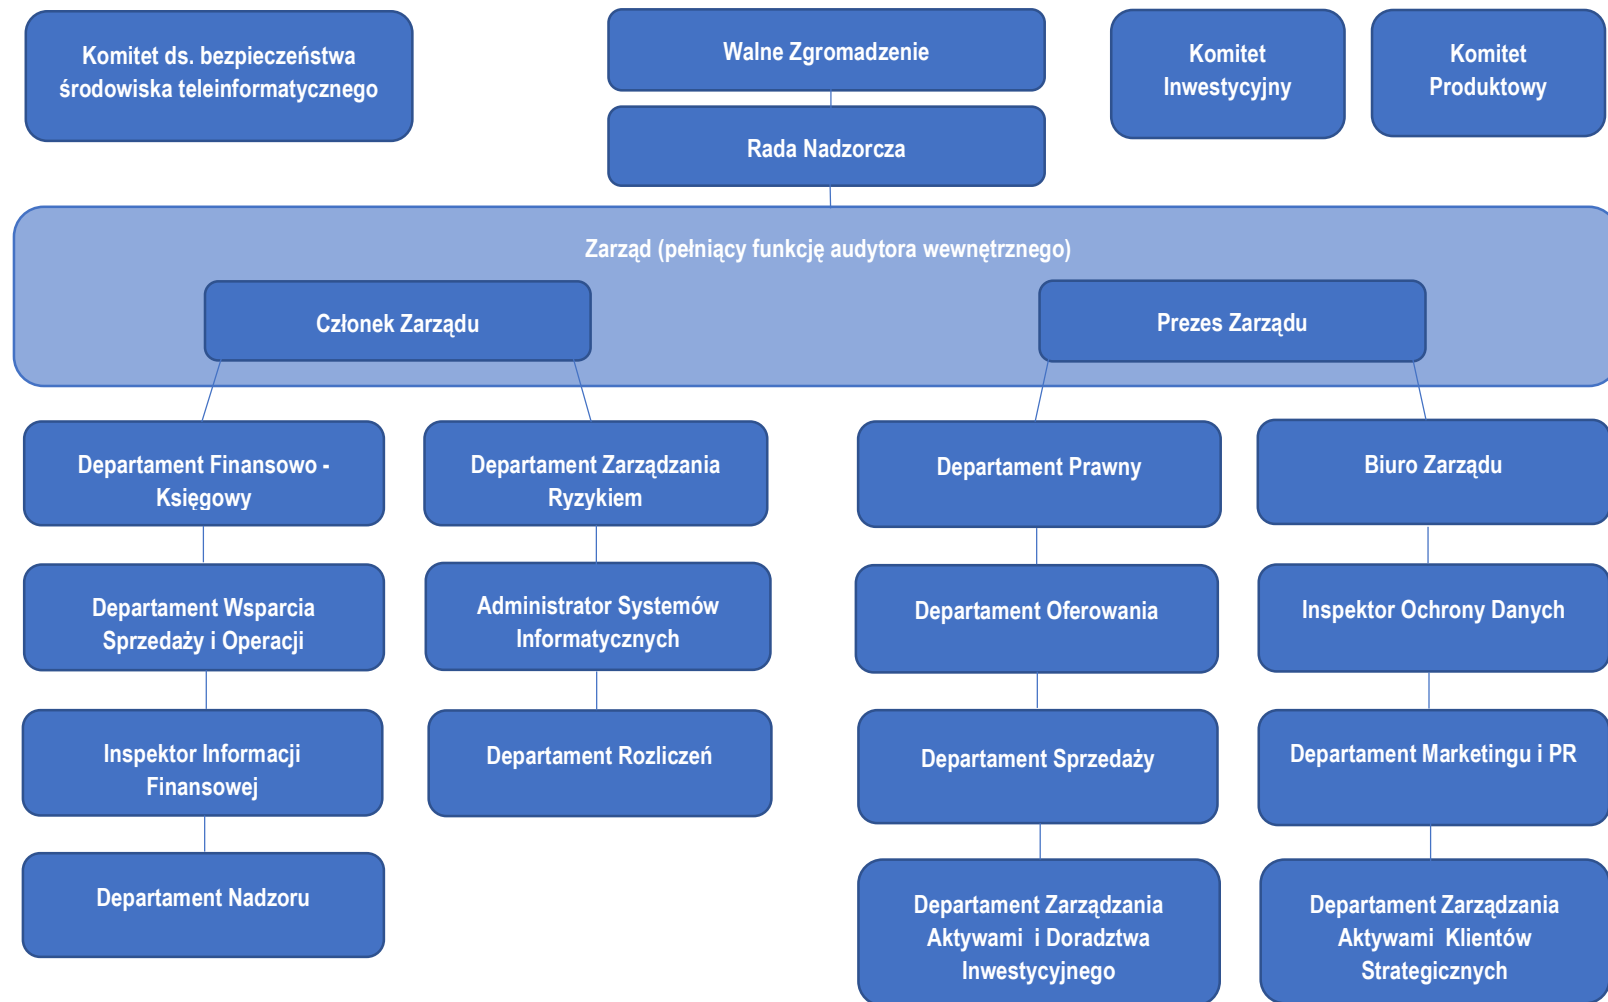 Komitet ds. bezpieczeństwa
środowiska teleinformatycznego
Walne Zgromadzenie
Komitet
Inwestycyjny
Komitet
Produktowy
Rada Nadzorcza
Zarząd (pełniący funkcję audytora wewnętrznego)
Członek Zarządu
Prezes Zarządu
Departament Finansowo -
Księgowy
Departament Zarządzania
Ryzykiem
Departament Prawny
Biuro Zarządu
Departament Wsparcia
Sprzedaży i Operacji
Administrator Systemów
Informatycznych
Departament Oferowania
Inspektor Ochrony Danych
Inspektor Informacji
Finansowej
Departament Rozliczeń
Departament Sprzedaży
Departament Marketingu i PR
Departament Nadzoru
Departament Zarządzania
Aktywami i Doradztwa
Inwestycyjnego
Departament Zarządzania
Aktywami Klientów
Strategicznych